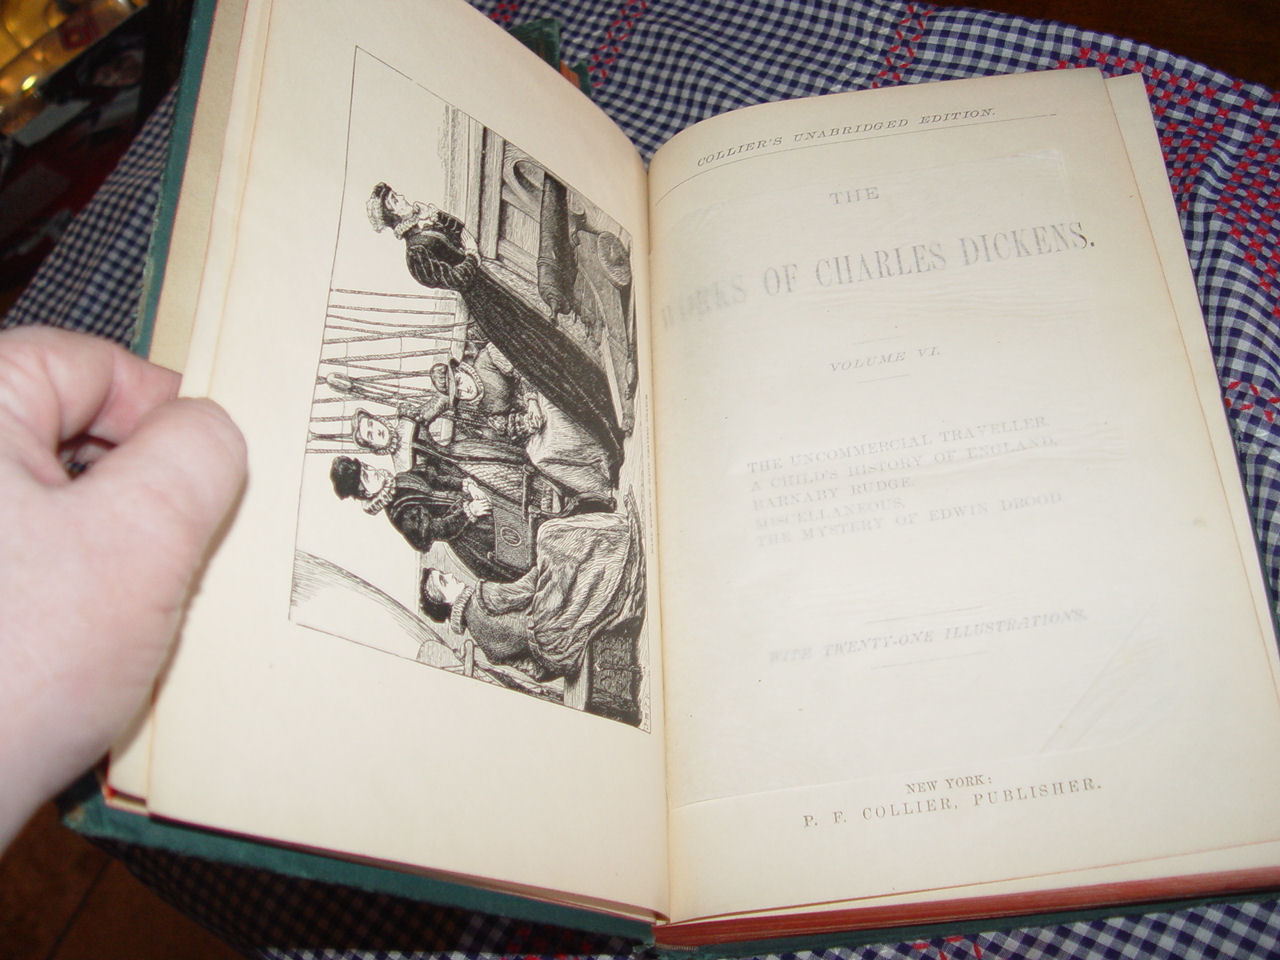 COLLIER'S UNABRIDGED EDITION.
THE
WORKS OF CHARLES DICKENS.
VOLUME VI.
THE UNCOMMERCIAL TRAVELLER.
A CHILD'S HISTORY OF ENGLAND.
BARNABY RUDGE.
MISCELLANEOUS.
THE MYSTERY OF EDWIN DROOD.
WITH TWENTY-ONE ILLUSTRATIONS.
NEW YORK:
P. F. COLLIER, PUBLISHER.